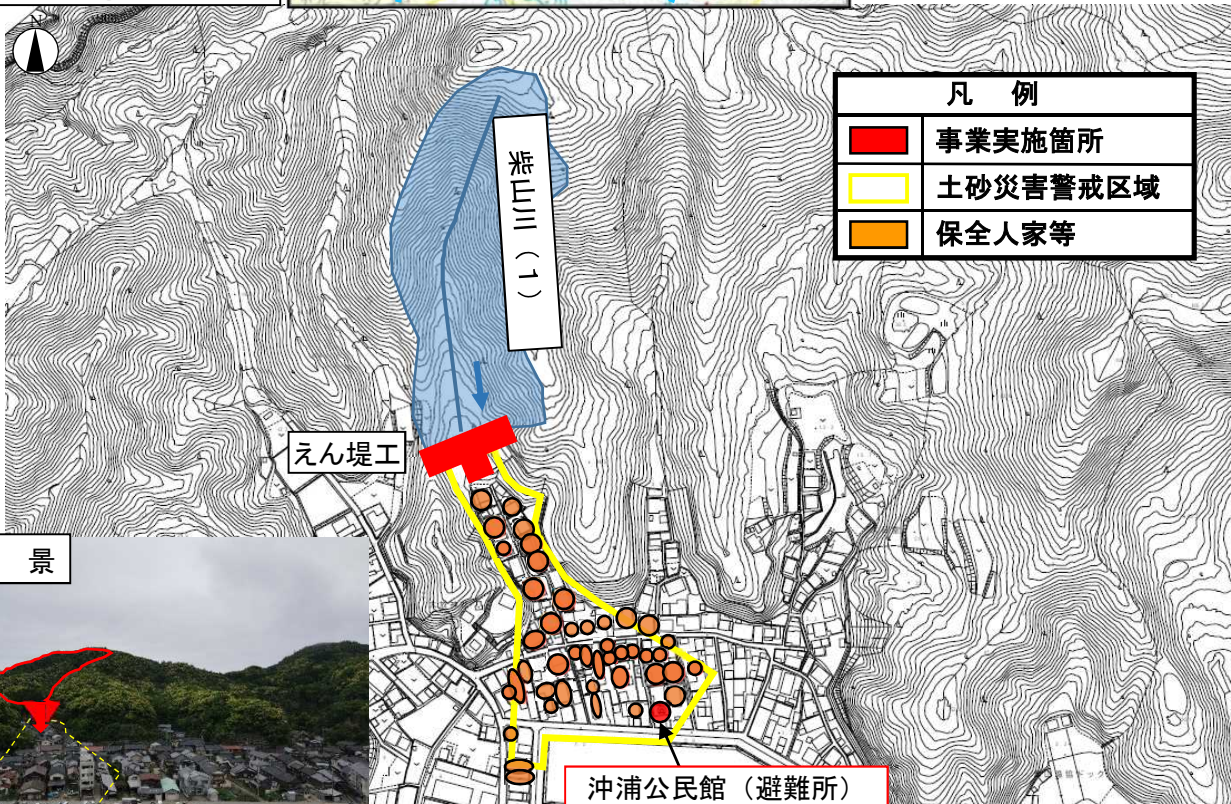 N
凡 例
事業実施箇所
土砂災害警戒区域
保全人家等
柴山川(1)
えん堤工
景
沖浦公民館(避難所)